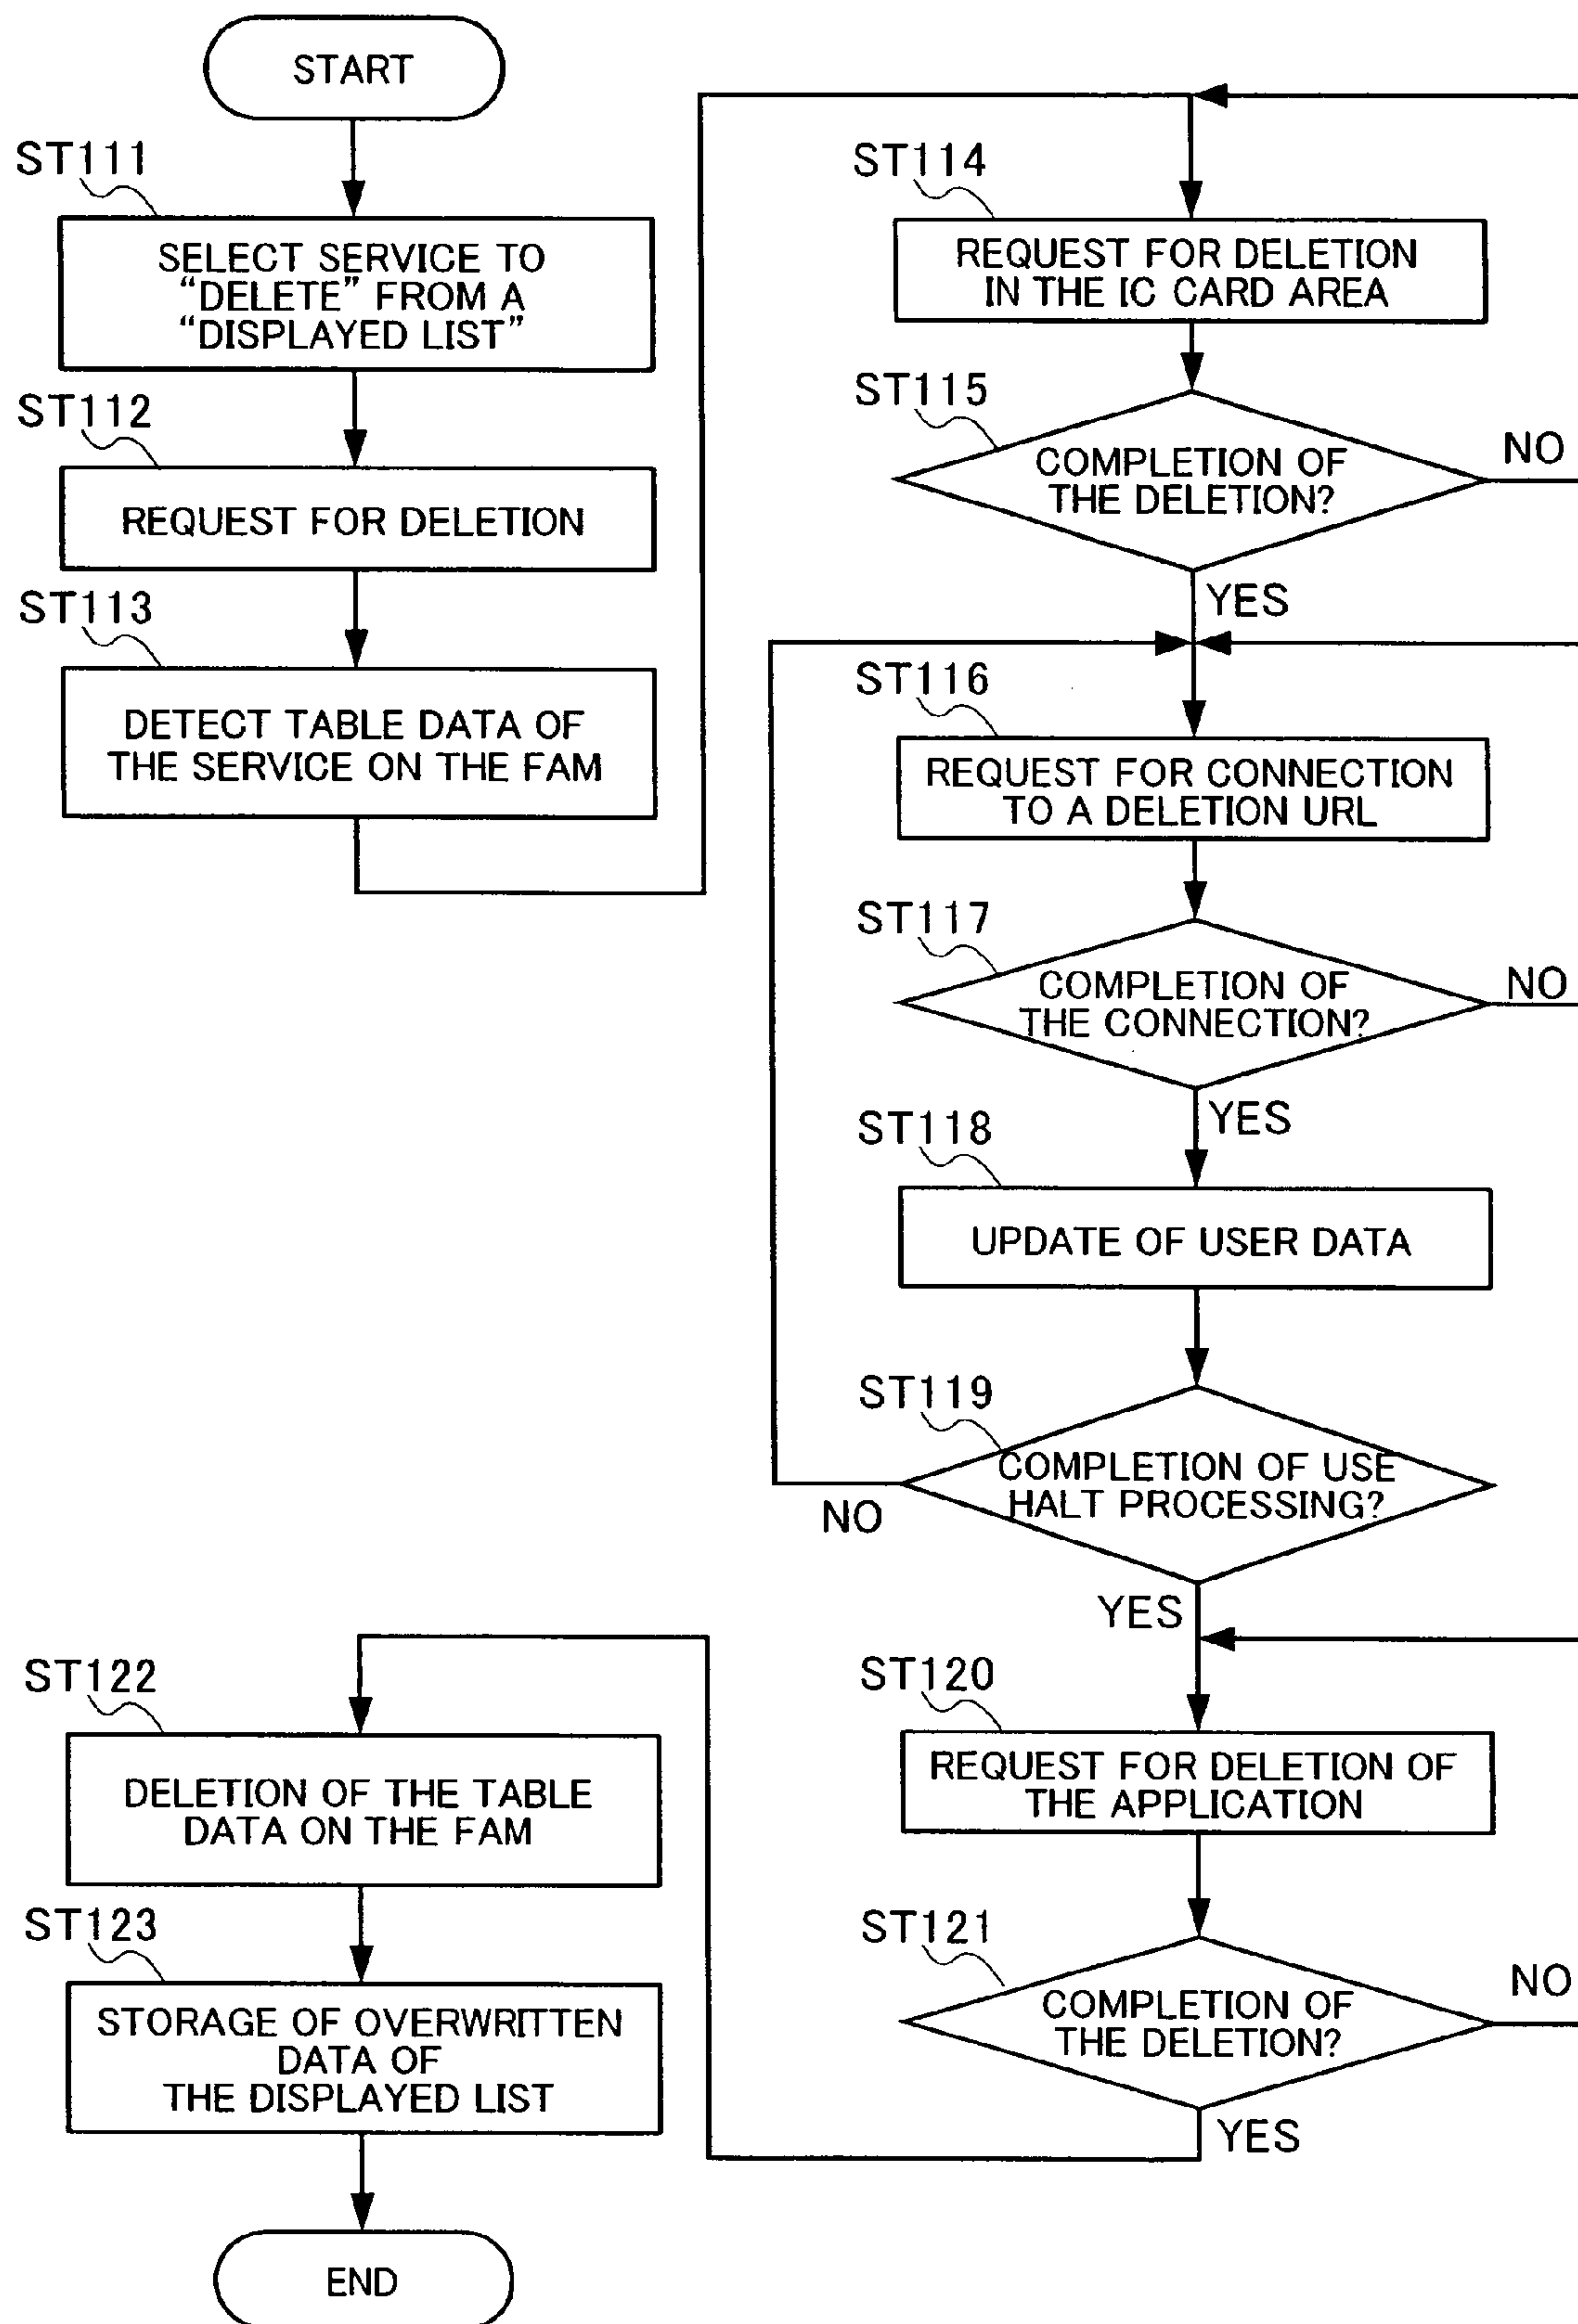 START
ST111
SELECT SERVICE TO
“DELETE” FROM A
“DISPLAYED LIST”
ST112
REQUEST FOR DELETION
ST113
DETECT TABLE DATA OF
THE SERVICE ON THE FAM
ST114
REQUEST FOR DELETION
IN THE IC CARD AREA
ST115
COMPLETION OF
THE DELETION?
NO
YES
ST116
REQUEST FOR CONNECTION
TO A DELETION URL
ST117
COMPLETION OF
THE CONNECTION?
NO
YES
ST118
UPDATE OF USER DATA
ST119
COMPLETION OF USE
HALT PROCESSING?
NO
YES
ST120
REQUEST FOR DELETION OF
THE APPLICATION
ST121
COMPLETION OF
THE DELETION?
NO
YES
ST122
DELETION OF THE TABLE
DATA ON THE FAM
ST123
STORAGE OF OVERWRITTEN
DATA OF
THE DISPLAYED LIST
END